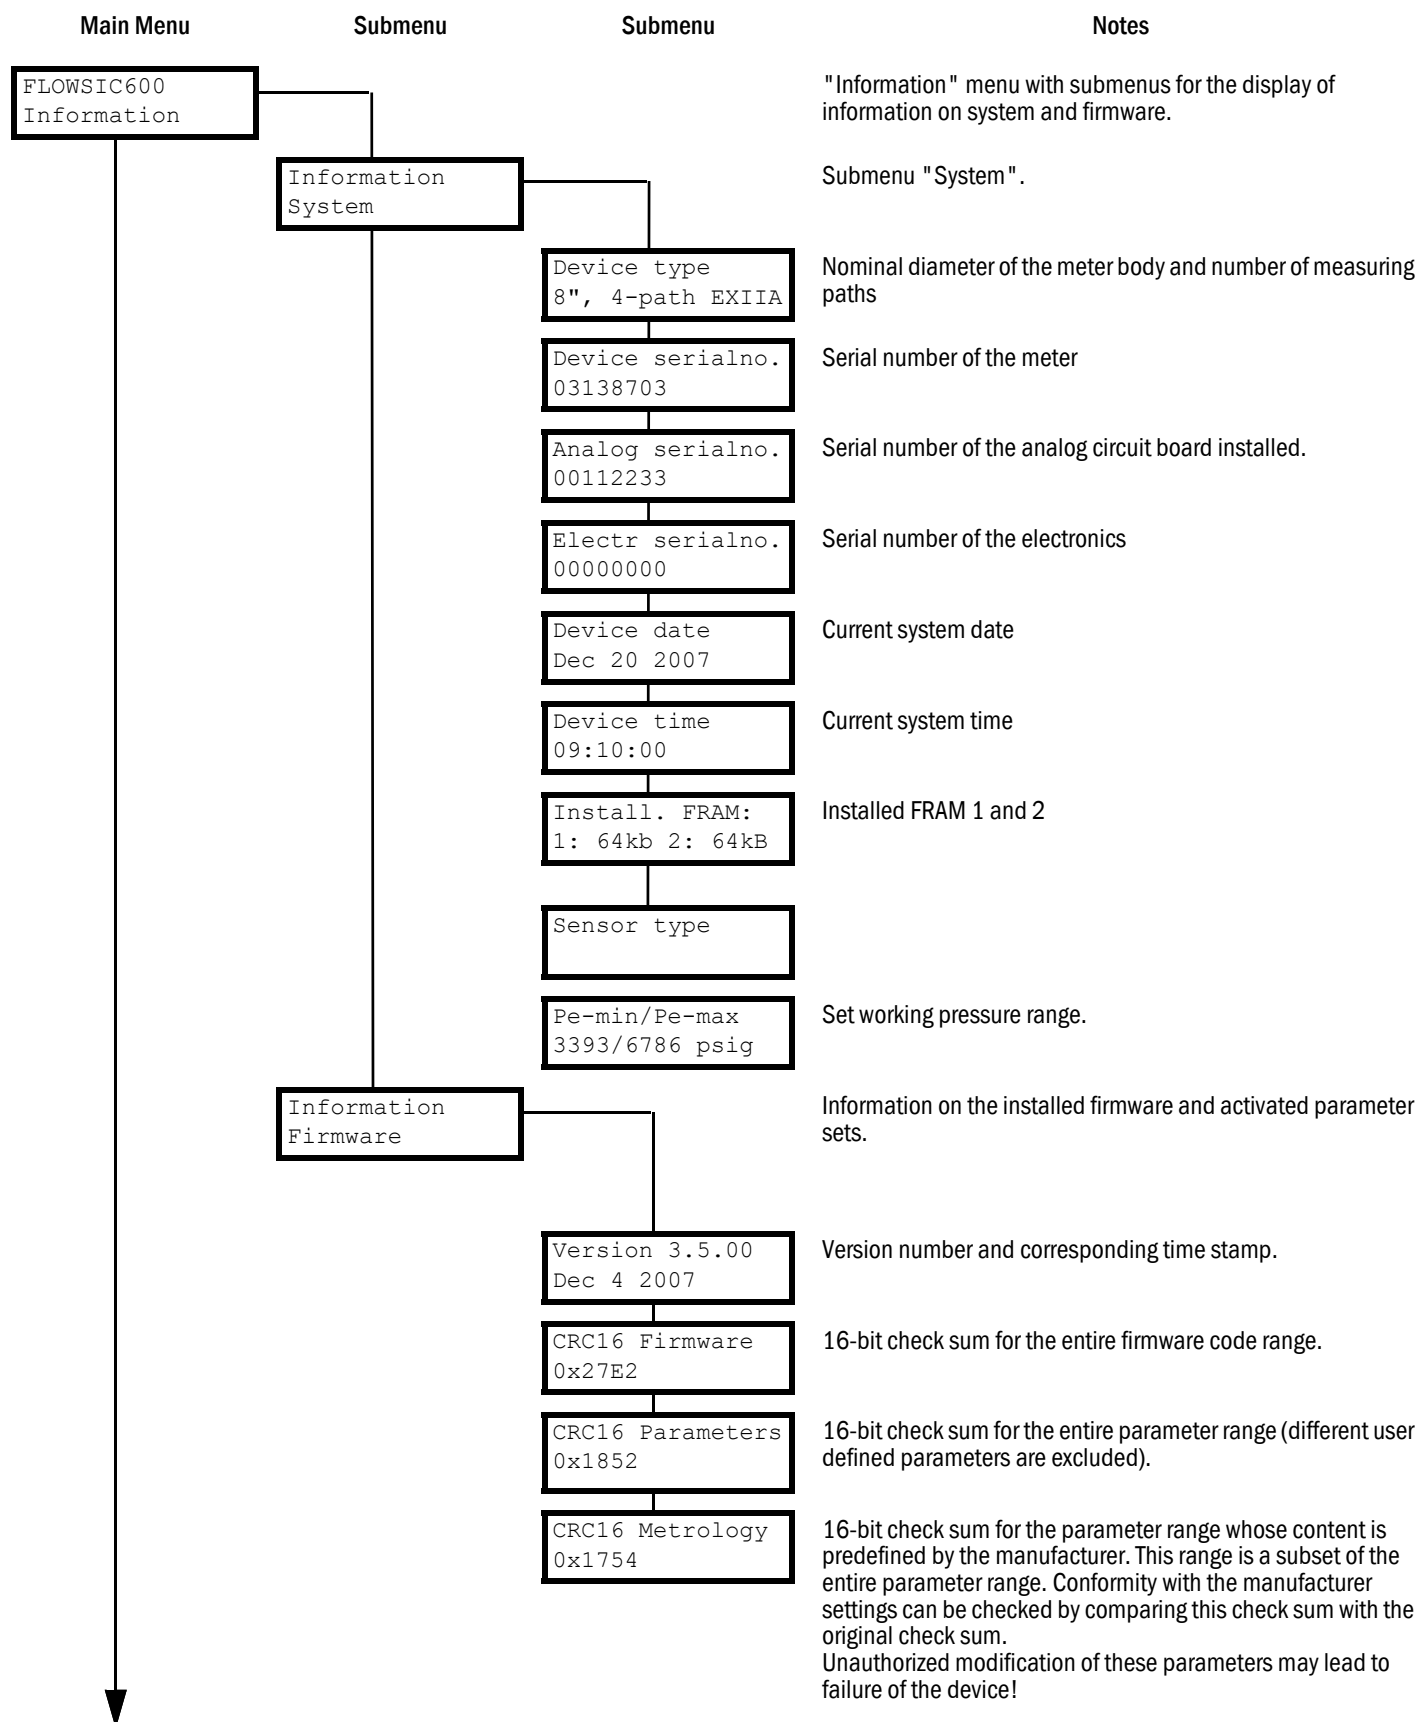 Main Menu Submenu Submenu Notes
FLOWSIC600
Information
"Information" menu with submenus for the display of
information on system and firmware.
Information
System
Submenu "System".
Device type
8", 4-path EXIIA
Nominal diameter of the meter body and number of measuring
paths
Device serialno.
03138703
Serial number of the meter
Analog serialno.
00112233
Serial number of the analog circuit board installed.
Electr serialno.
00000000
Serial number of the electronics
Device date
Dec 20 2007
Current system date
Device time
09:10:00
Current system time
Install. FRAM:
1: 64kb 2: 64kB
Installed FRAM 1 and 2
Sensor type
Pe-min/Pe-max
3393/6786 psig
Set working pressure range.
Information
Firmware
Information on the installed firmware and activated parameter
sets.
Version 3.5.00
Dec 4 2007
Version number and corresponding time stamp.
CRC16 Firmware
0x27E2
16-bit check sum for the entire firmware code range.
CRC16 Parameters
0x1852
16-bit check sum for the entire parameter range (different user
defined parameters are excluded).
CRC16 Metrology
0x1754
16-bit check sum for the parameter range whose content is
predefined by the manufacturer. This range is a subset of the
entire parameter range. Conformity with the manufacturer
settings can be checked by comparing this check sum with the
original check sum.
Unauthorized modification of these parameters may lead to
failure of the device!